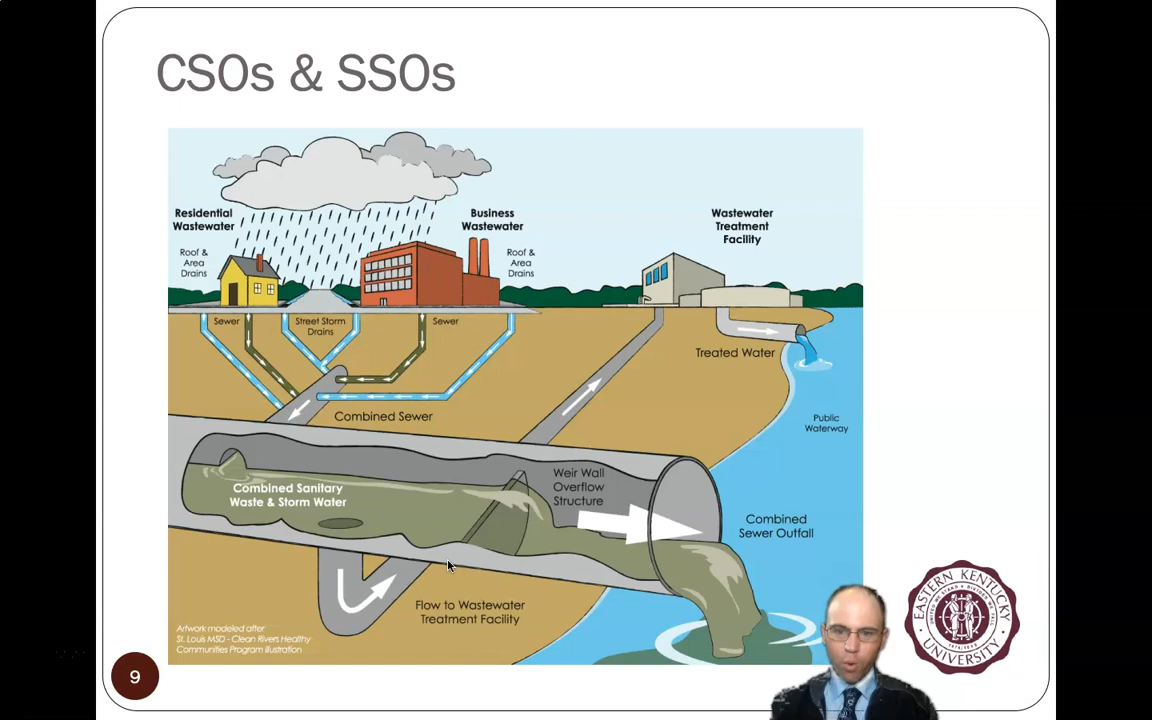 CSOs & SSOs
Residential
Wastewater
Business
Wastewater
Wastewater
Treatment
Facility
Roof &
Area
Drains
Roof &
Area
Drains
Sewer
Street Storm
Drains
Sewer
Treated Water
Combined Sewer
Public
Waterway
Weir Wall
Overflow
Structure
Combined Sanitary
Waste & Storm Water
Combined
Sewer Outfall
Flow to Wastewater
Treatment Facility
Artwork modeled after
St. Louis MSD - Clean Rivers Healthy
Communities Program Illustration
EASTERN KENTUCKY
UNIVERSITY
9